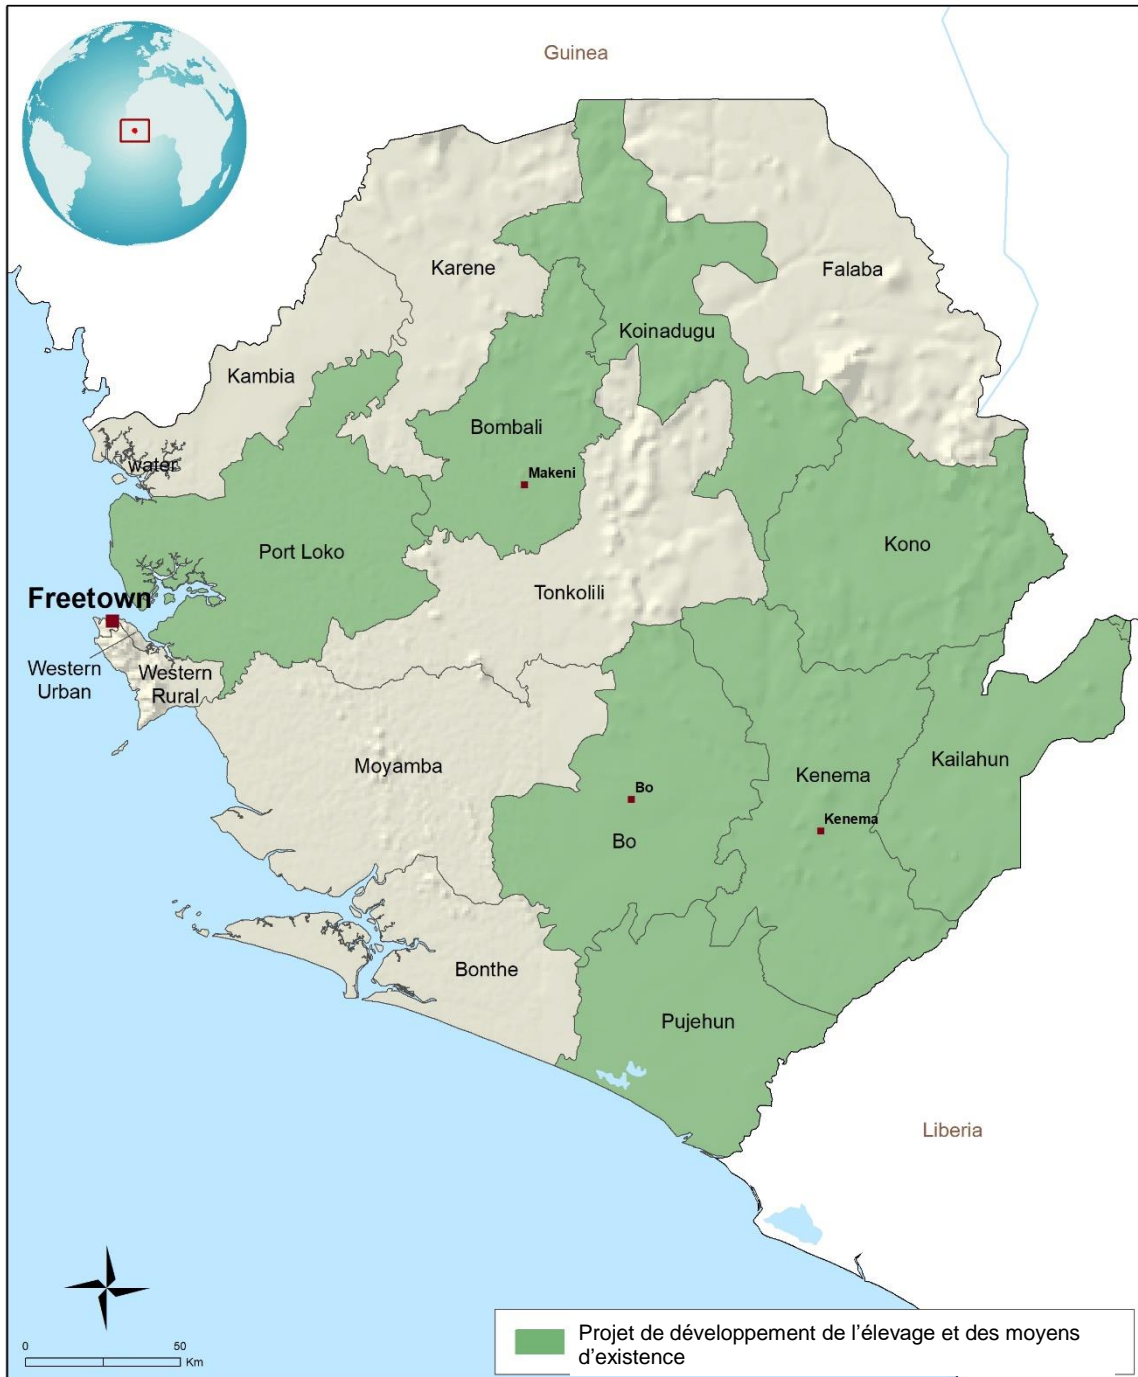 Guinea
Karene
Falaba
Koinadugu
Kambia
Bombali
water
Makeni
Kono
Port Loko
Tonkolili
Freetown
Western
Urban
Western
Rural
Moyamba
Kailahun
Kenema
Bo
Kenema
Bo
Bonthe
Pujehun
Liberia
Projet de développement de l’élevage et des moyens
d’existence
0 50
Km